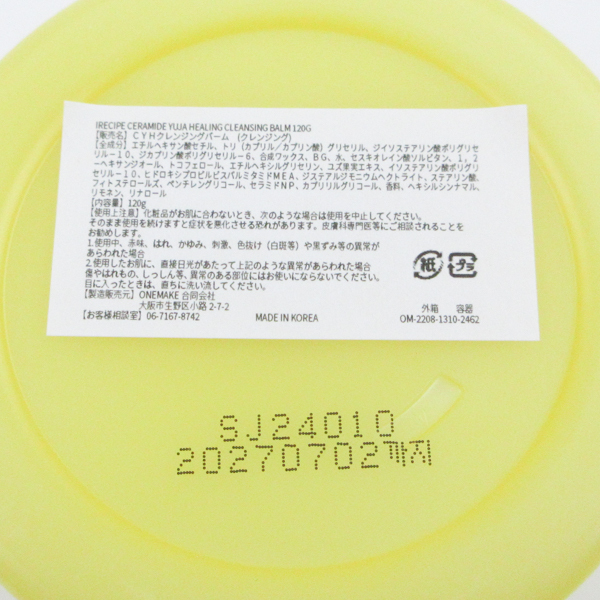 IRECIPE CERAMIDE YUJA HEALING CLEANSING BALM 120G
【販売名】ＣＹＨクレンジングバーム　(クレンジング)
【全成分】エチルヘキサン酸セチル、トリ（カプリル／カプリン酸）グリセリル、ジイソステアリン酸ポリグリセ
リル－１０、ジカプリン酸ポリグリセリル－６、合成ワックス、ＢＧ、水、セスキオレイン酸ソルビタン、１，２
－ヘキサンジオール、トコフェロール、エチルヘキシルグリセリン、ユズ果実エキス、イソステアリン酸ポリグリセ
リル－１０、ヒドロキシプロピルビスパルミタミドＭＥＡ、ジステアルジモニウムヘクトライト、ステアリン酸、
フィトステロールズ、ペンチレングリコール、セラミドＮＰ、カプリリルグリコール、香料、ヘキシルシンナマル、
リモネン、リナロール
【内容量】120g
【使用上注意】化粧品がお肌に合わないとき、次のような場合は使用を中止してください。
そのまま使用を続けますと症状を悪化させる恐れがあります。皮膚科専門医等にご相談されることを
お勧めします。
1.使用中、赤味、はれ、かゆみ、刺激、色抜け（白斑等）や黒ずみ等の異常が
あらわれた場合
2.使用したお肌に、直接日光があたって上記のような異常があらわれた場合
傷やはれもの、しっしん等、異常のある部位にはお使いにならないでください。
目に入ったときは、直ちに洗い流してください。
紙 プラ
【製造販売元】ONEMAKE 合同会社
大阪市生野区小路 2-7-2
【お客様相談室】06-7167-8742
MADE IN KOREA
外箱 容器
OM-2208-1310-2462
SJ24010
20270702까지